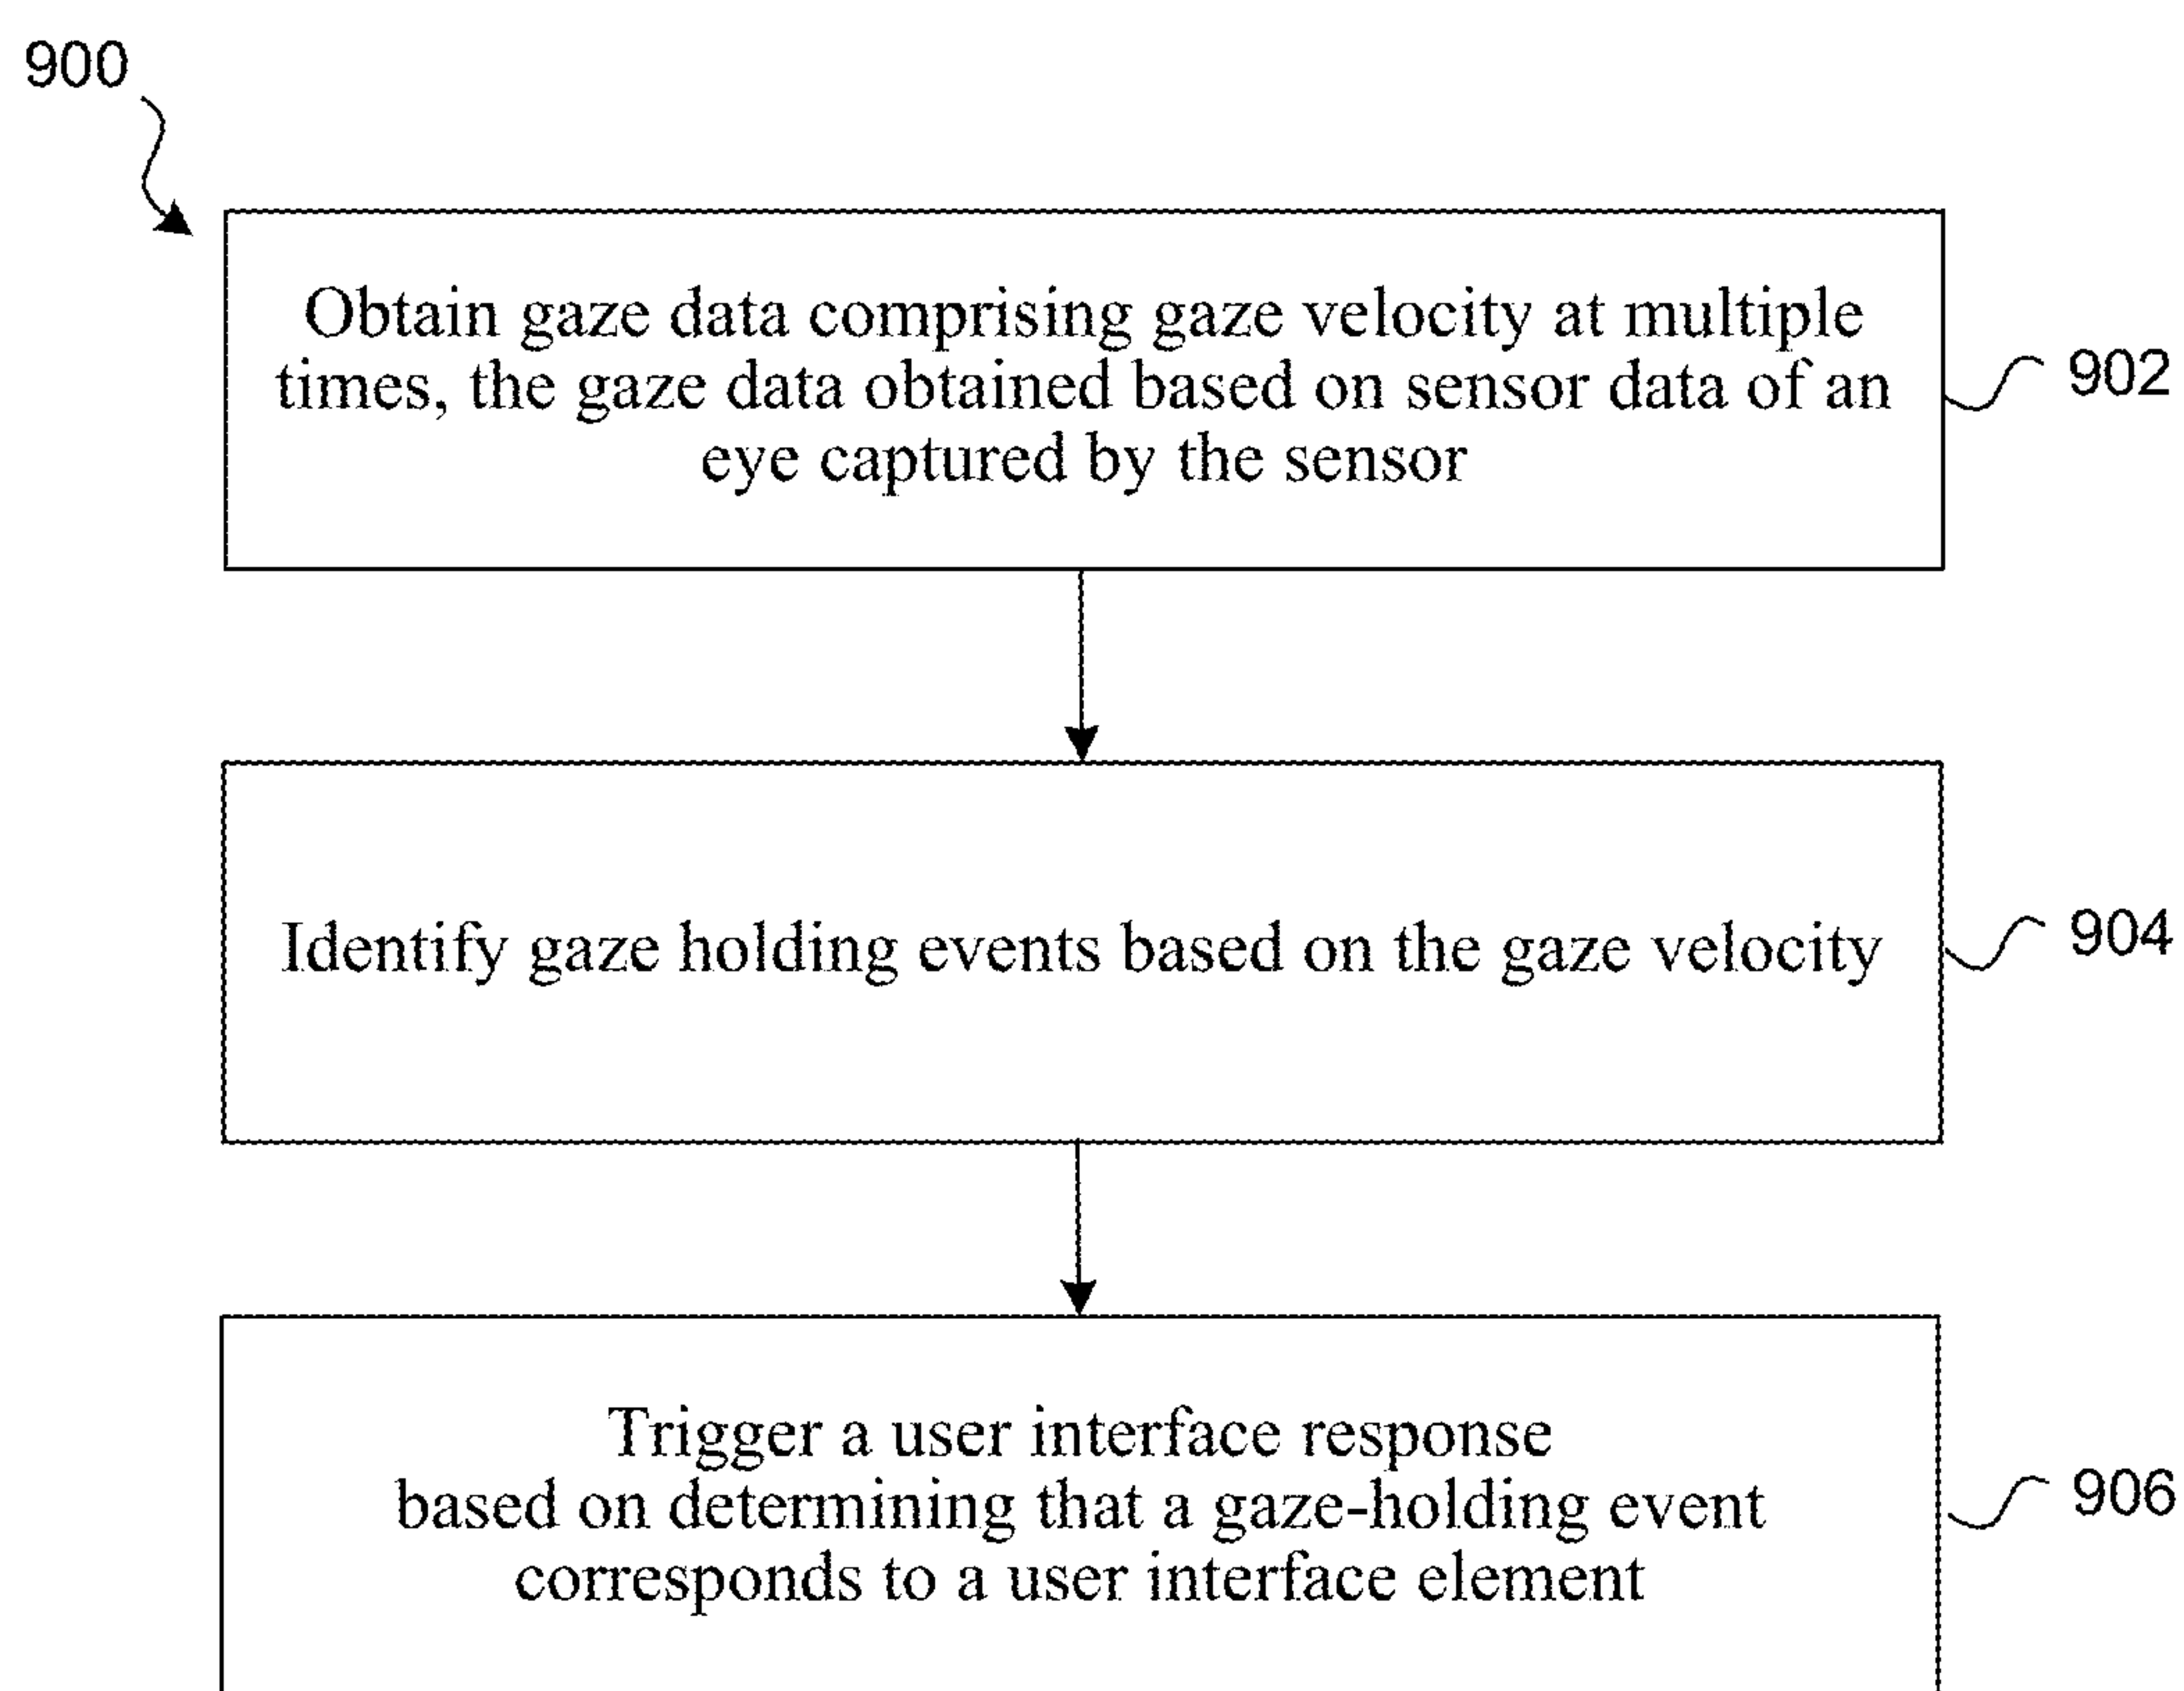 900
Obtain gaze data comprising gaze velocity at multiple
times, the gaze data obtained based on sensor data of an
eye captured by the sensor
902
Identify gaze holding events based on the gaze velocity
904
Trigger a user interface response
based on determining that a gaze-holding event
corresponds to a user interface element
906